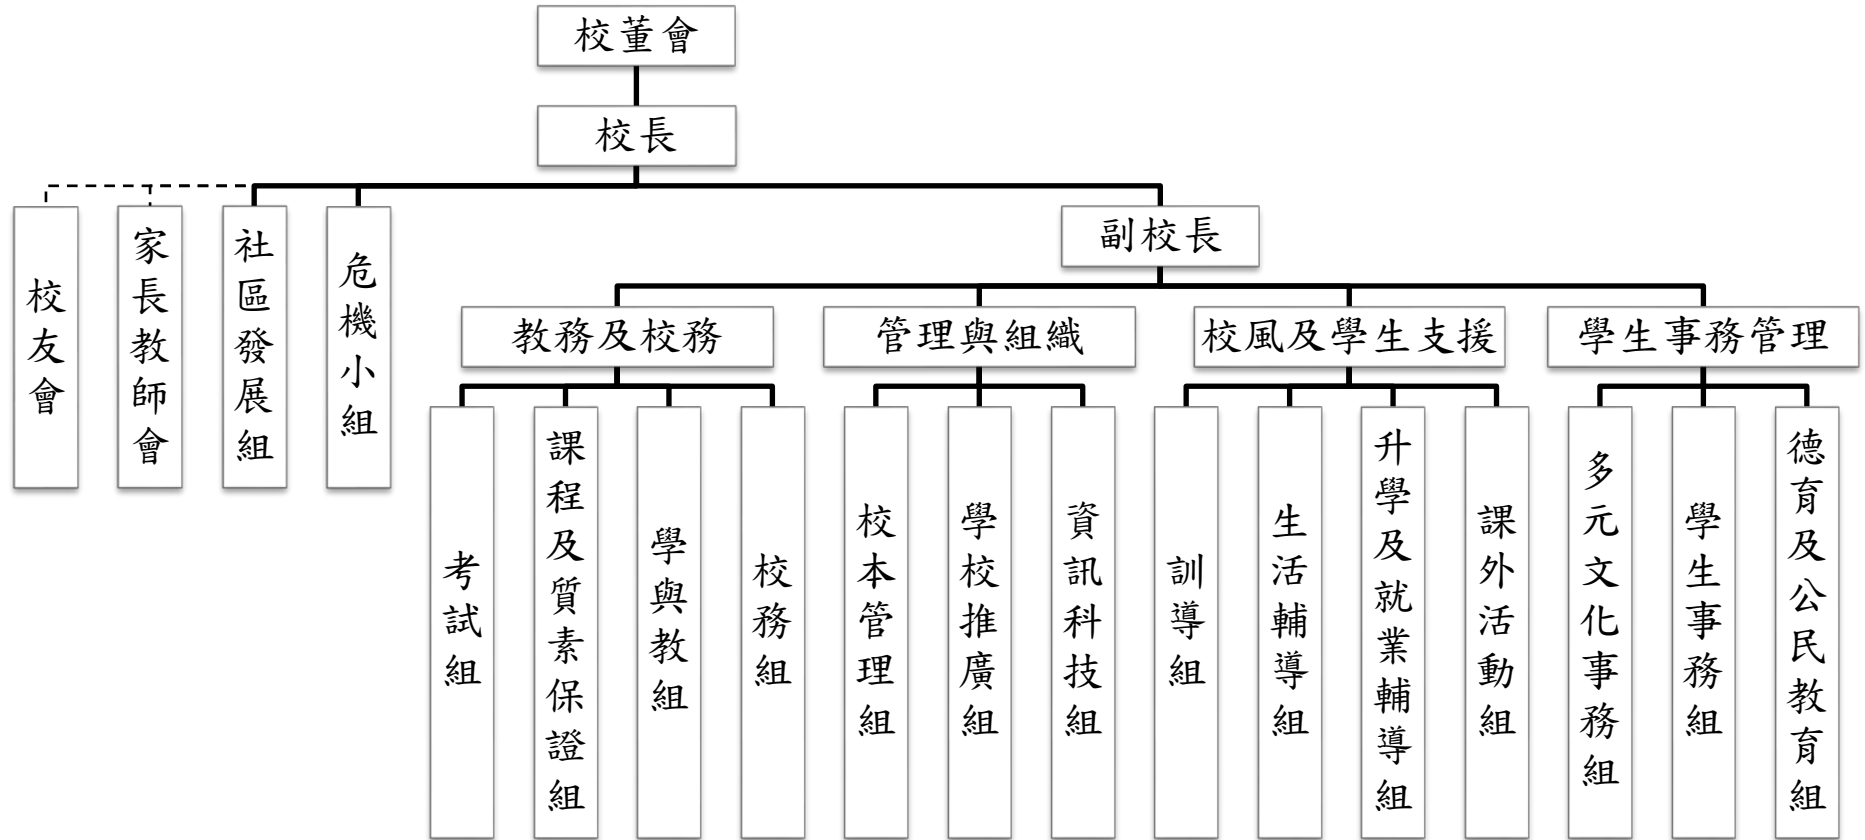 校董會
校長
校友會
家長教師會
社區發展組
危機小組
副校長
教務及校務
管理與組織
校風及學生支援
學生事務管理
考試組
課程及質素保證組
學與教組
校務組
校本管理組
學校推廣組
資訊科技組
訓導組
生活輔導組
升學及就業輔導組
課外活動組
多元文化事務組
學生事務組
德育及公民教育組